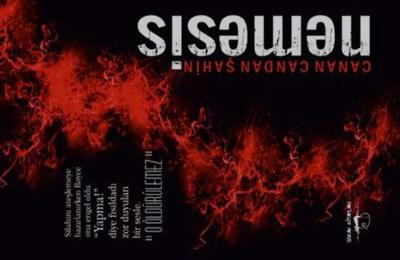 nemesis
CANAN CANDAN ŞAHİN
Silahını ateşlemeye
hazırlanırken Royce
ona engel oldu.
"Yapma!"
diye fısıldadı
zor duyulan
bir sesle.
"O ÖLDÜRÜLEMEZ"